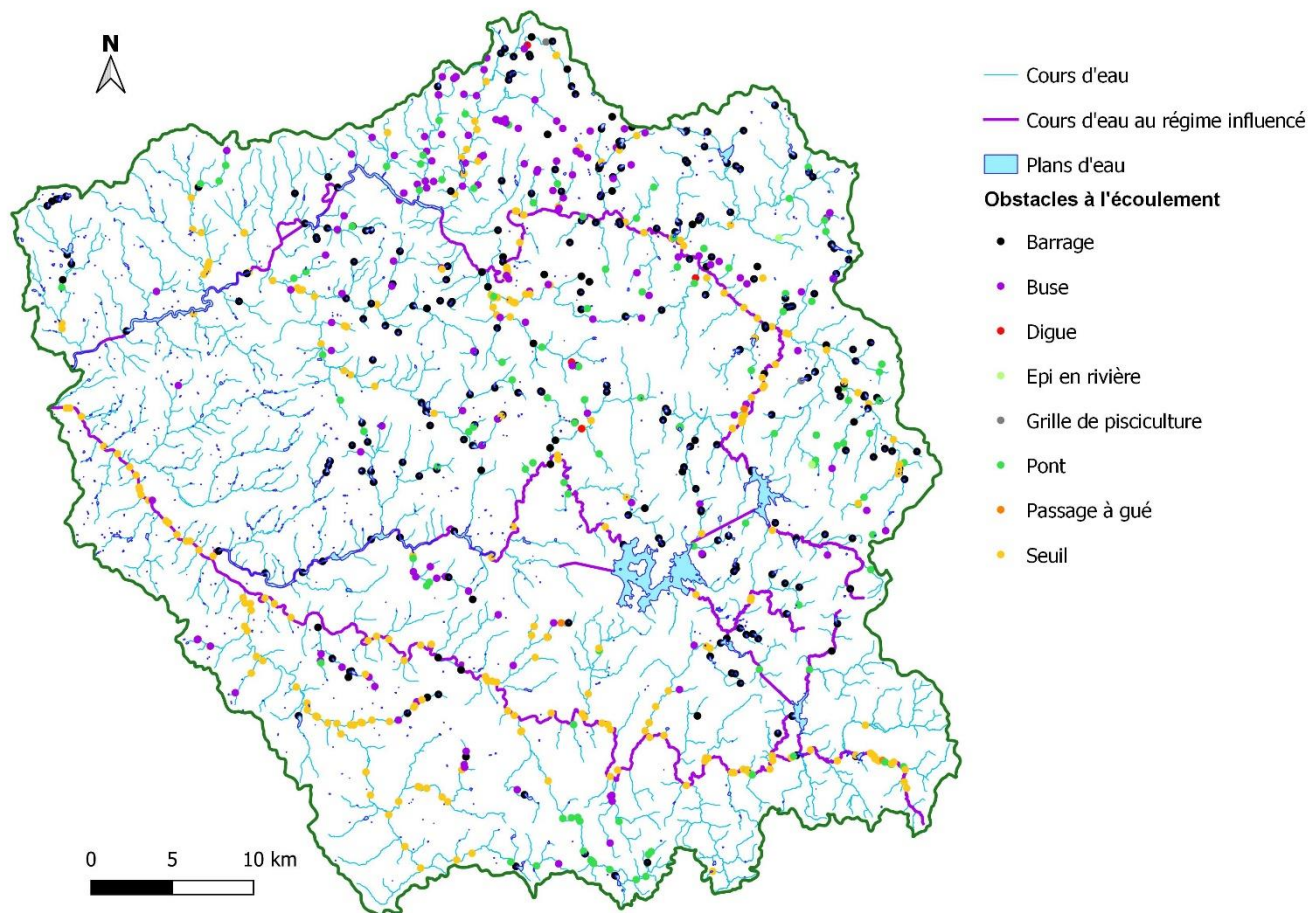 N
Cours d'eau
Cours d'eau au régime influencé
Plans d'eau
Obstacles à l'écoulement
Barrage
Buse
Digue
Epi en rivière
Grille de pisciculture
Pont
Passage à gué
Seuil
0 5 10 km